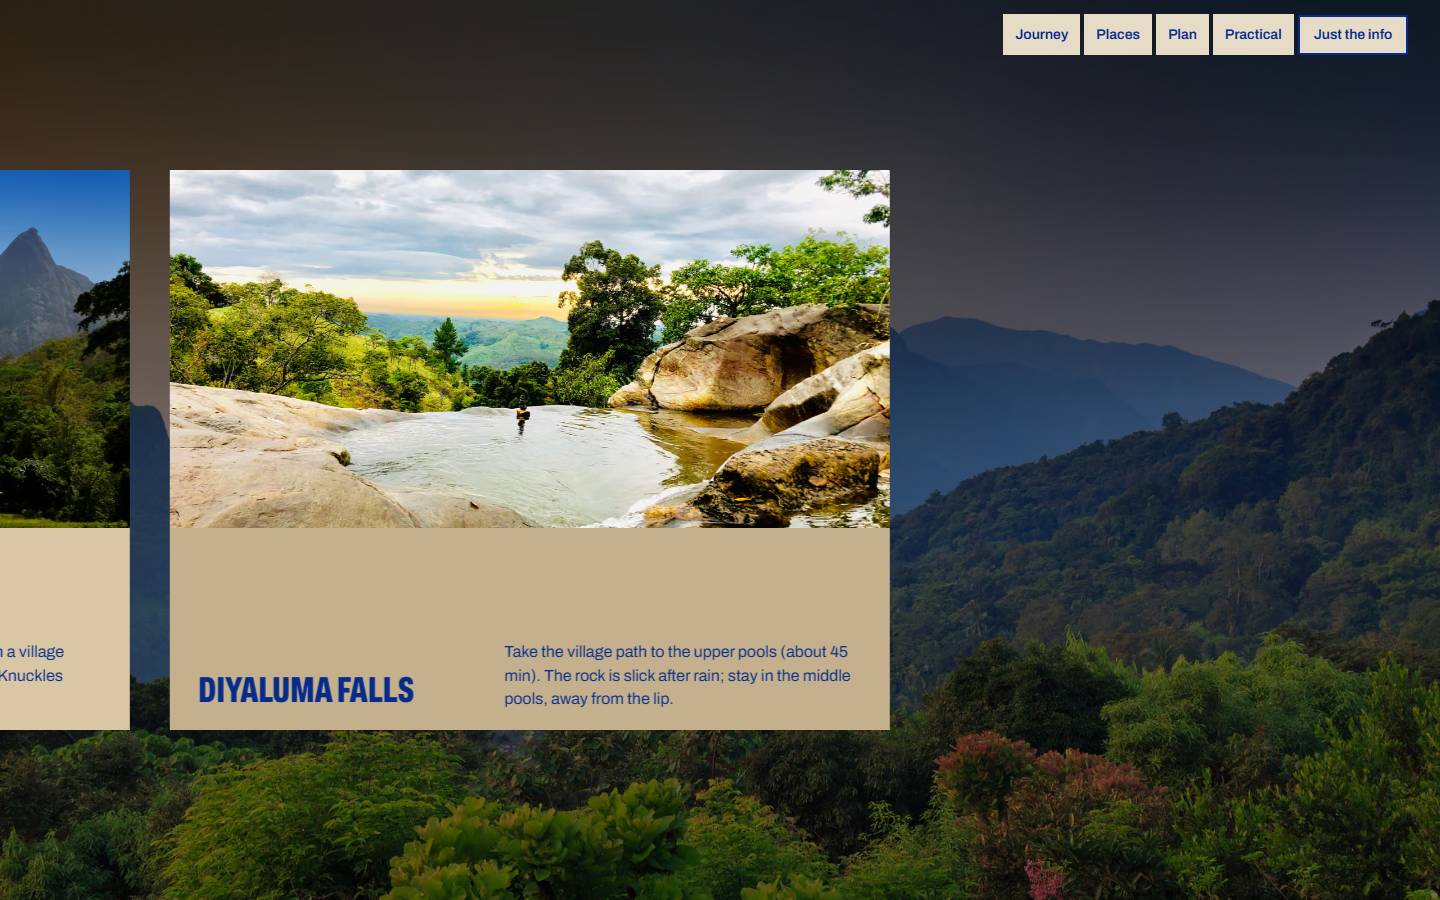 Journey
Places
Plan
Practical
Just the info
a village
Knuckles
DIYALUMA FALLS
Take the village path to the upper pools (about 45
min). The rock is slick after rain; stay in the middle
pools, away from the lip.